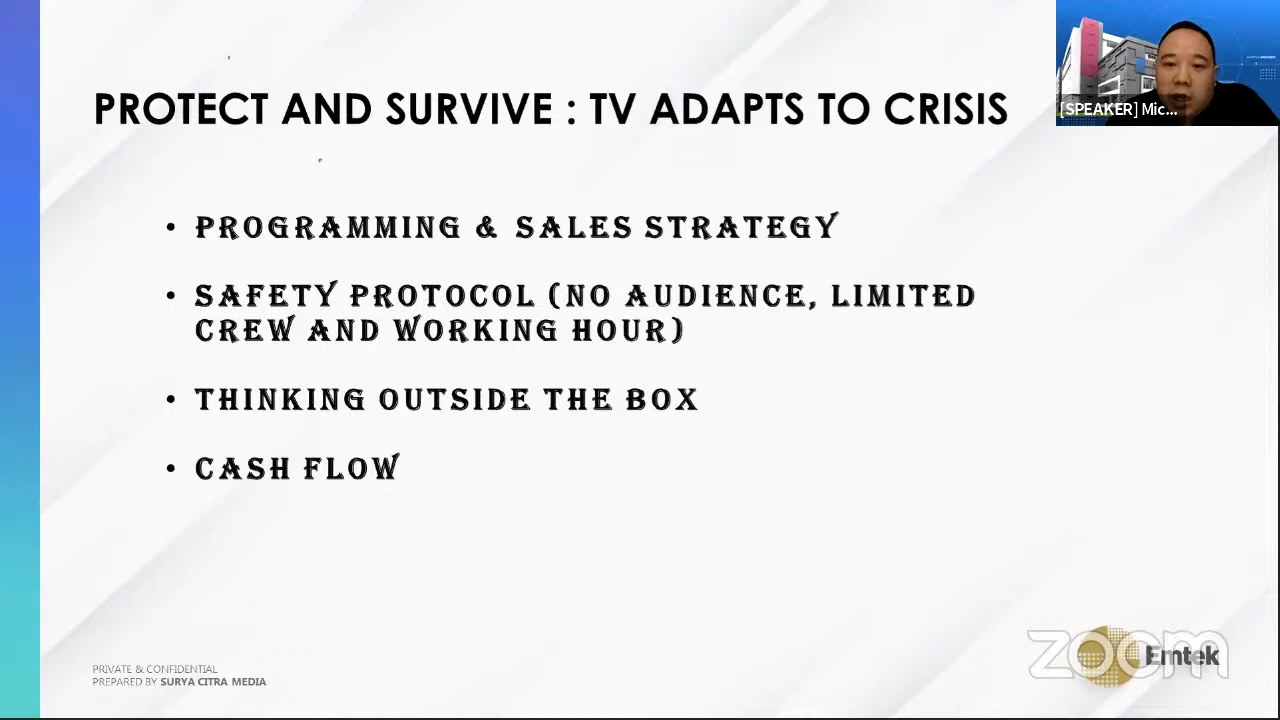 PROTECT AND SURVIVE : TV ADAPTS TO CRISIS
[SPEAKER] Mic...
• PROGRAMMING & SALES STRATEGY
• SAFETY PROTOCOL (NO AUDIENCE, LIMITED
CREW AND WORKING HOUR)
• THINKING OUTSIDE THE BOX
• CASH FLOW
PRIVATE & CONFIDENTIAL
PREPARED BY SURYA CITRA MEDIA
zoom
Emtek